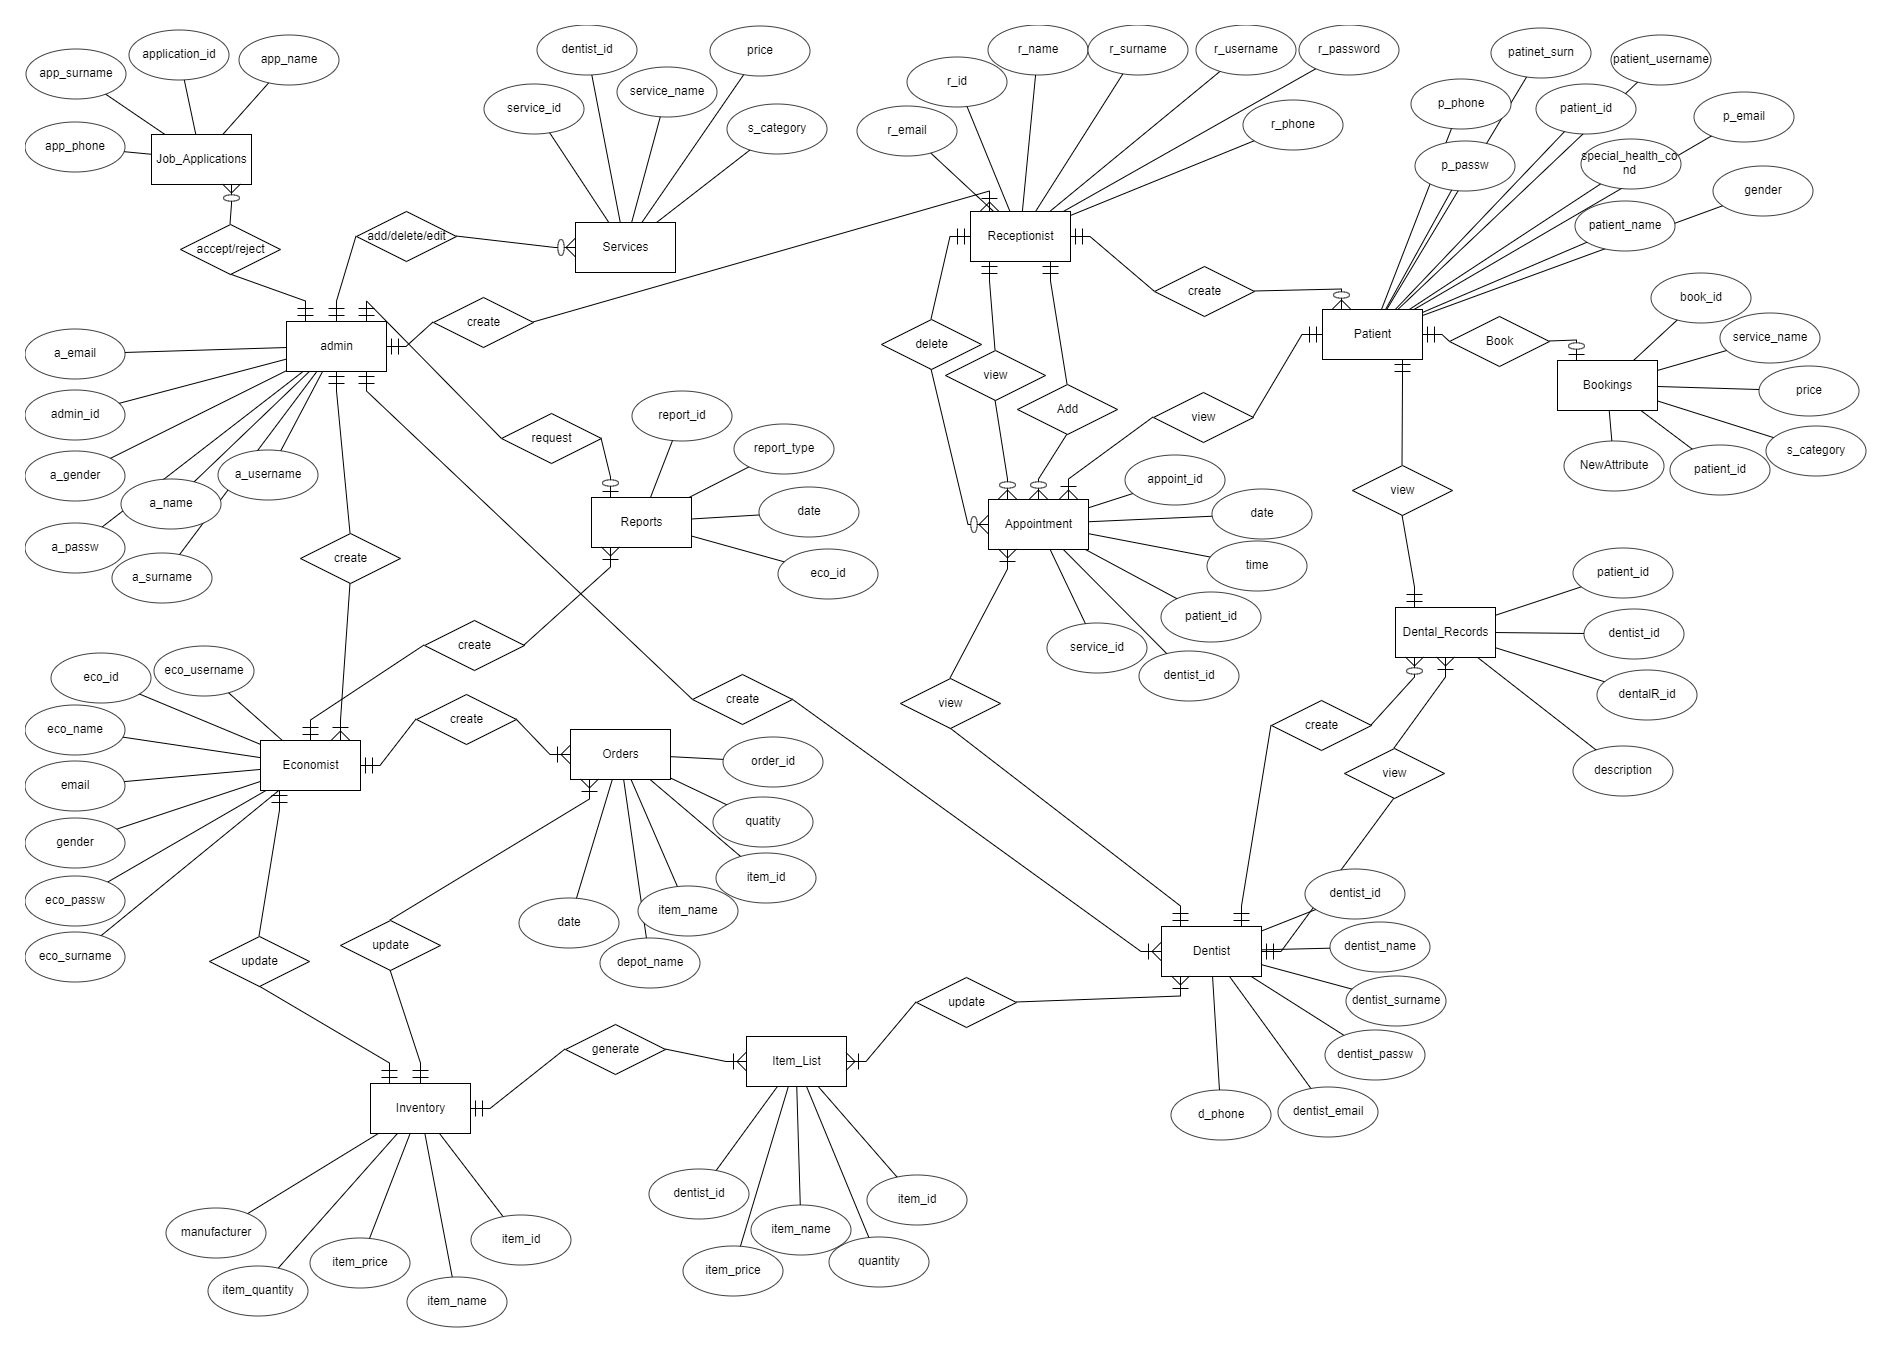 patinet_surn
dentist_id
price
r_name
r_surname
r_username
r_password
application_id
app_name
patient_username
app_surname
service_name
r_id
p_phone
patient_id
service_id
p_email
r_email
r_phone
s_category
app_phone
Job_Applications
special_health_co
nd
p_passw
gender
patient_name
add/delete/edit
Receptionist
accept/reject
Services
create
book_id
create
Patient
service_name
admin
delete
Book
a_email
view
Bookings
price
Add
admin_id
report_id
view
request
report_type
s_category
a_gender
a_username
NewAttribute
patient_id
appoint_id
view
a_name
date
date
Reports
Appointment
a_passw
create
time
eco_id
patient_id
a_surname
patient_id
dentist_id
Dental_Records
create
service_id
eco_username
eco_id
dentist_id
dentalR_id
create
view
create
create
eco_name
Orders
order_id
Economist
view
description
email
quatity
gender
item_id
dentist_id
eco_passw
item_name
date
update
dentist_name
Dentist
eco_surname
update
depot_name
update
dentist_surname
generate
dentist_passw
Item_List
Inventory
d_phone
dentist_email
dentist_id
item_id
manufacturer
item_name
item_id
item_price
quantity
item_price
item_quantity
item_name